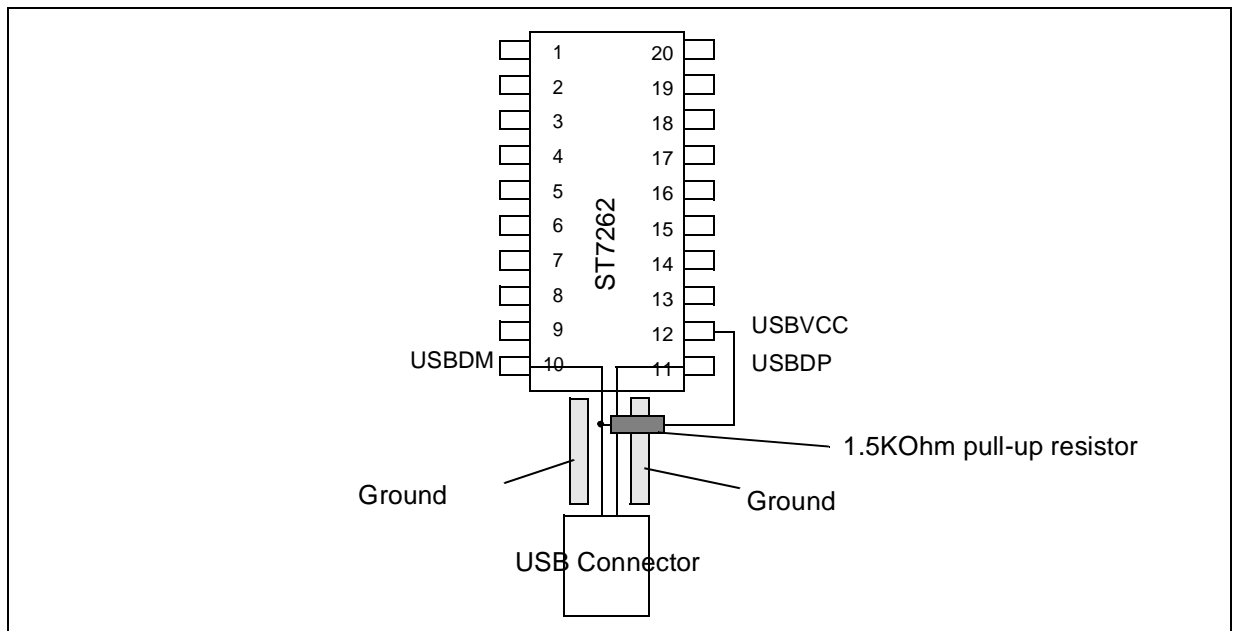 1 20
2 19
3 18
4 17
5 16
6 15
7 14
8 13
9 12
10 11
ST7262
USBVCC
USBDM
USBDP
1.5KOhm pull-up resistor
Ground
Ground
USB Connector